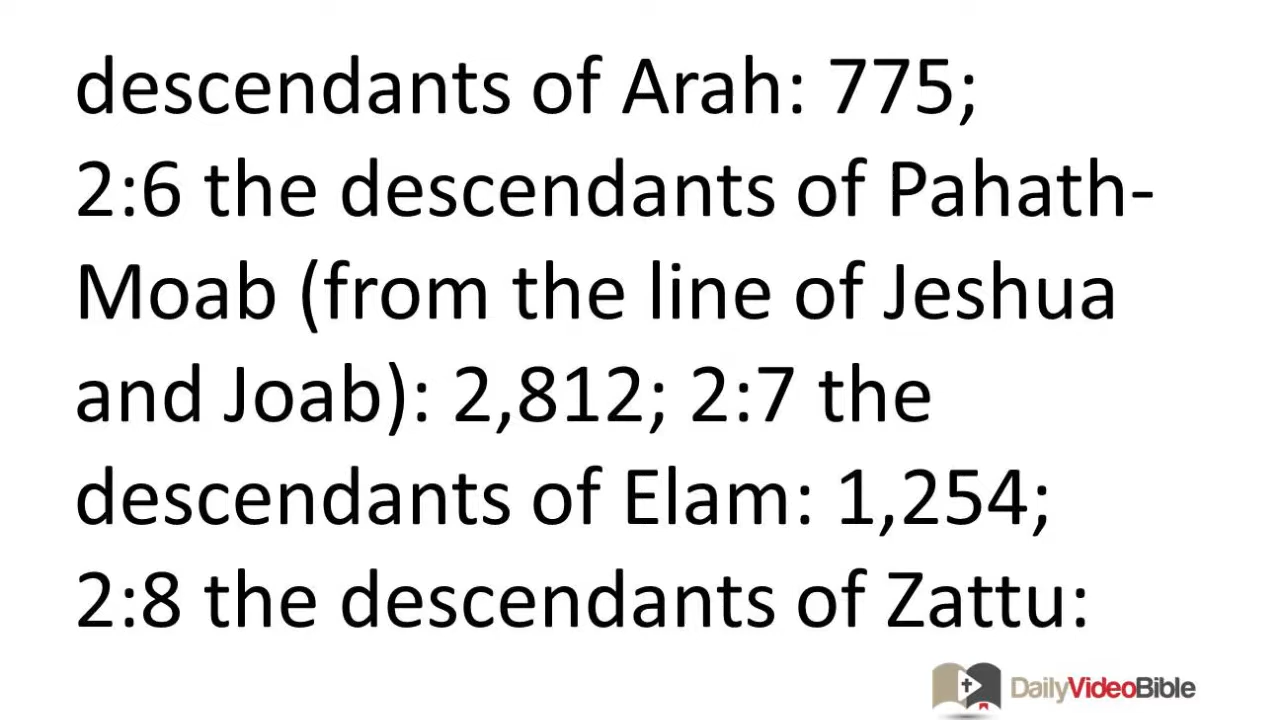 descendants of Arah: 775;
2:6 the descendants of Pahath-
Moab (from the line of Jeshua
and Joab): 2,812; 2:7 the
descendants of Elam: 1,254;
2:8 the descendants of Zattu:
DailyVideoBible